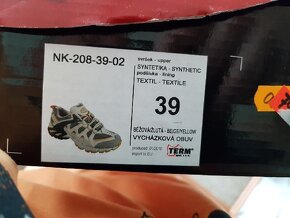 NK-208-39-02
svršek - upper
SYNTETIKA - SYNTHETIC
podšívka - lining
TEXTIL - TEXTILE
39
BÉŽOVÁ/ŽLUTÁ - BEIGE/YELLOW
VYCHÁZKOVÁ OBUV
TERM